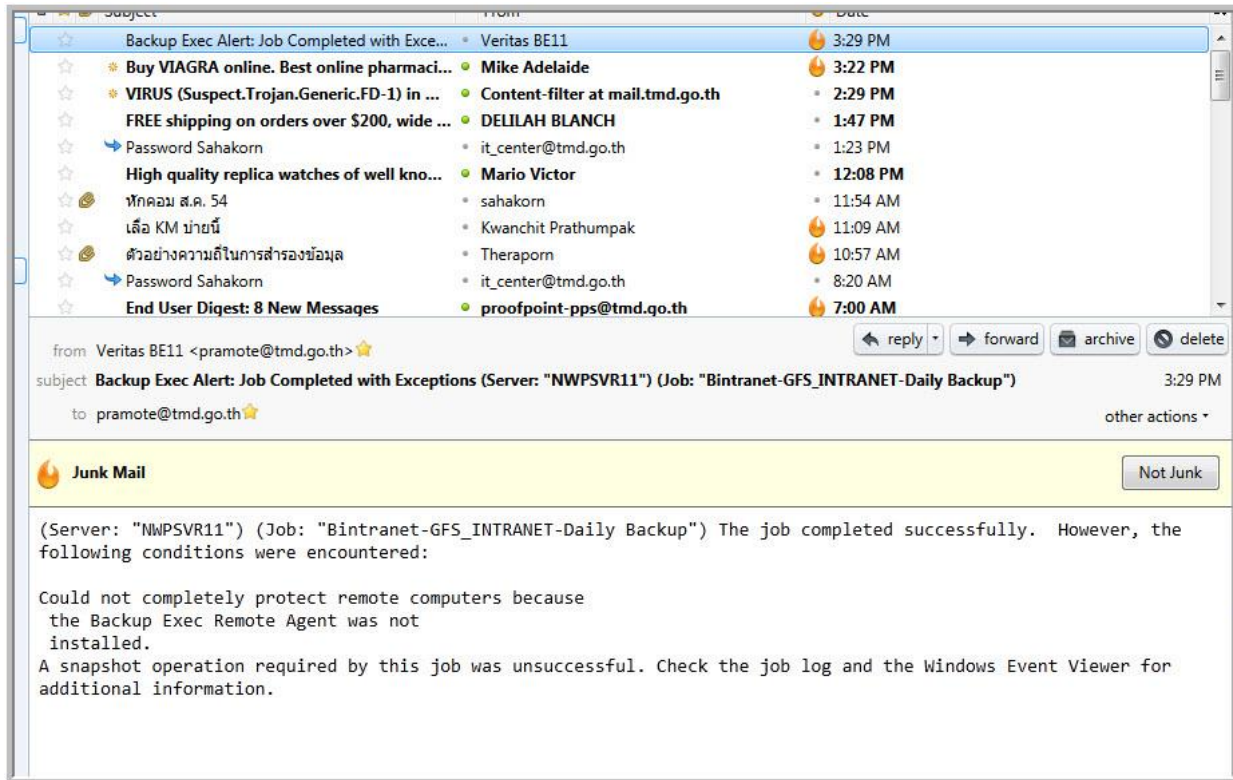 Subject From Date
Backup Exec Alert: Job Completed with Exce... Veritas BE11 3:29 PM
Buy VIAGRA online. Best online pharmaci... Mike Adelaide 3:22 PM
VIRUS (Suspect.Trojan.Generic.FD-1) in ... Content-filter at mail.tmd.go.th 2:29 PM
FREE shipping on orders over $200, wide ... DELILAH BLANCH 1:47 PM
Password Sahakorn it_center@tmd.go.th 1:23 PM
High quality replica watches of well kno... Mario Victor 12:08 PM
หักคอม ส.ค. 54 sahakorn 11:54 AM
เลื่อ KM บ่ายนี้ Kwanchit Prathumpak 11:09 AM
ตัวอย่างความถี่ในการสำรองข้อมุล Theraporn 10:57 AM
Password Sahakorn it_center@tmd.go.th 8:20 AM
End User Digest: 8 New Messages proofpoint-pps@tmd.go.th 7:00 AM
from Veritas BE11 <pramote@tmd.go.th> reply forward archive delete
subject Backup Exec Alert: Job Completed with Exceptions (Server: "NWPSVR11") (Job: "Bintranet-GFS_INTRANET-Daily Backup") 3:29 PM
to pramote@tmd.go.th other actions
Junk Mail Not Junk
(Server: "NWPSVR11") (Job: "Bintranet-GFS_INTRANET-Daily Backup") The job completed successfully.  However, the
following conditions were encountered:
Could not completely protect remote computers because
the Backup Exec Remote Agent was not
installed.
A snapshot operation required by this job was unsuccessful. Check the job log and the Windows Event Viewer for
additional information.